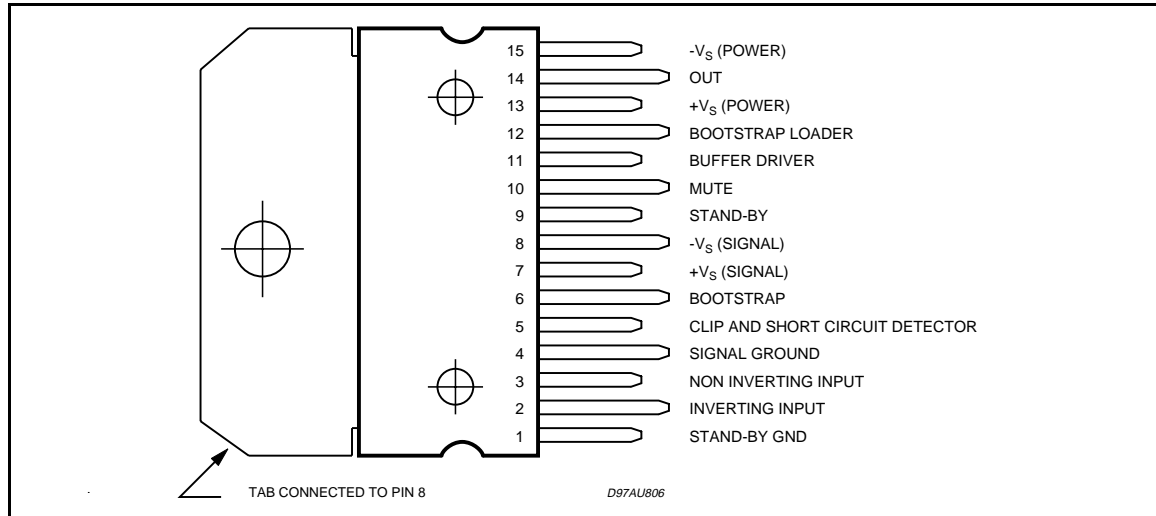 15 -VS (POWER)
14 OUT
13 +VS (POWER)
12 BOOTSTRAP LOADER
11 BUFFER DRIVER
10 MUTE
9 STAND-BY
8 -VS (SIGNAL)
7 +VS (SIGNAL)
6 BOOTSTRAP
5 CLIP AND SHORT CIRCUIT DETECTOR
4 SIGNAL GROUND
3 NON INVERTING INPUT
2 INVERTING INPUT
1 STAND-BY GND
TAB CONNECTED TO PIN 8
D97AU806